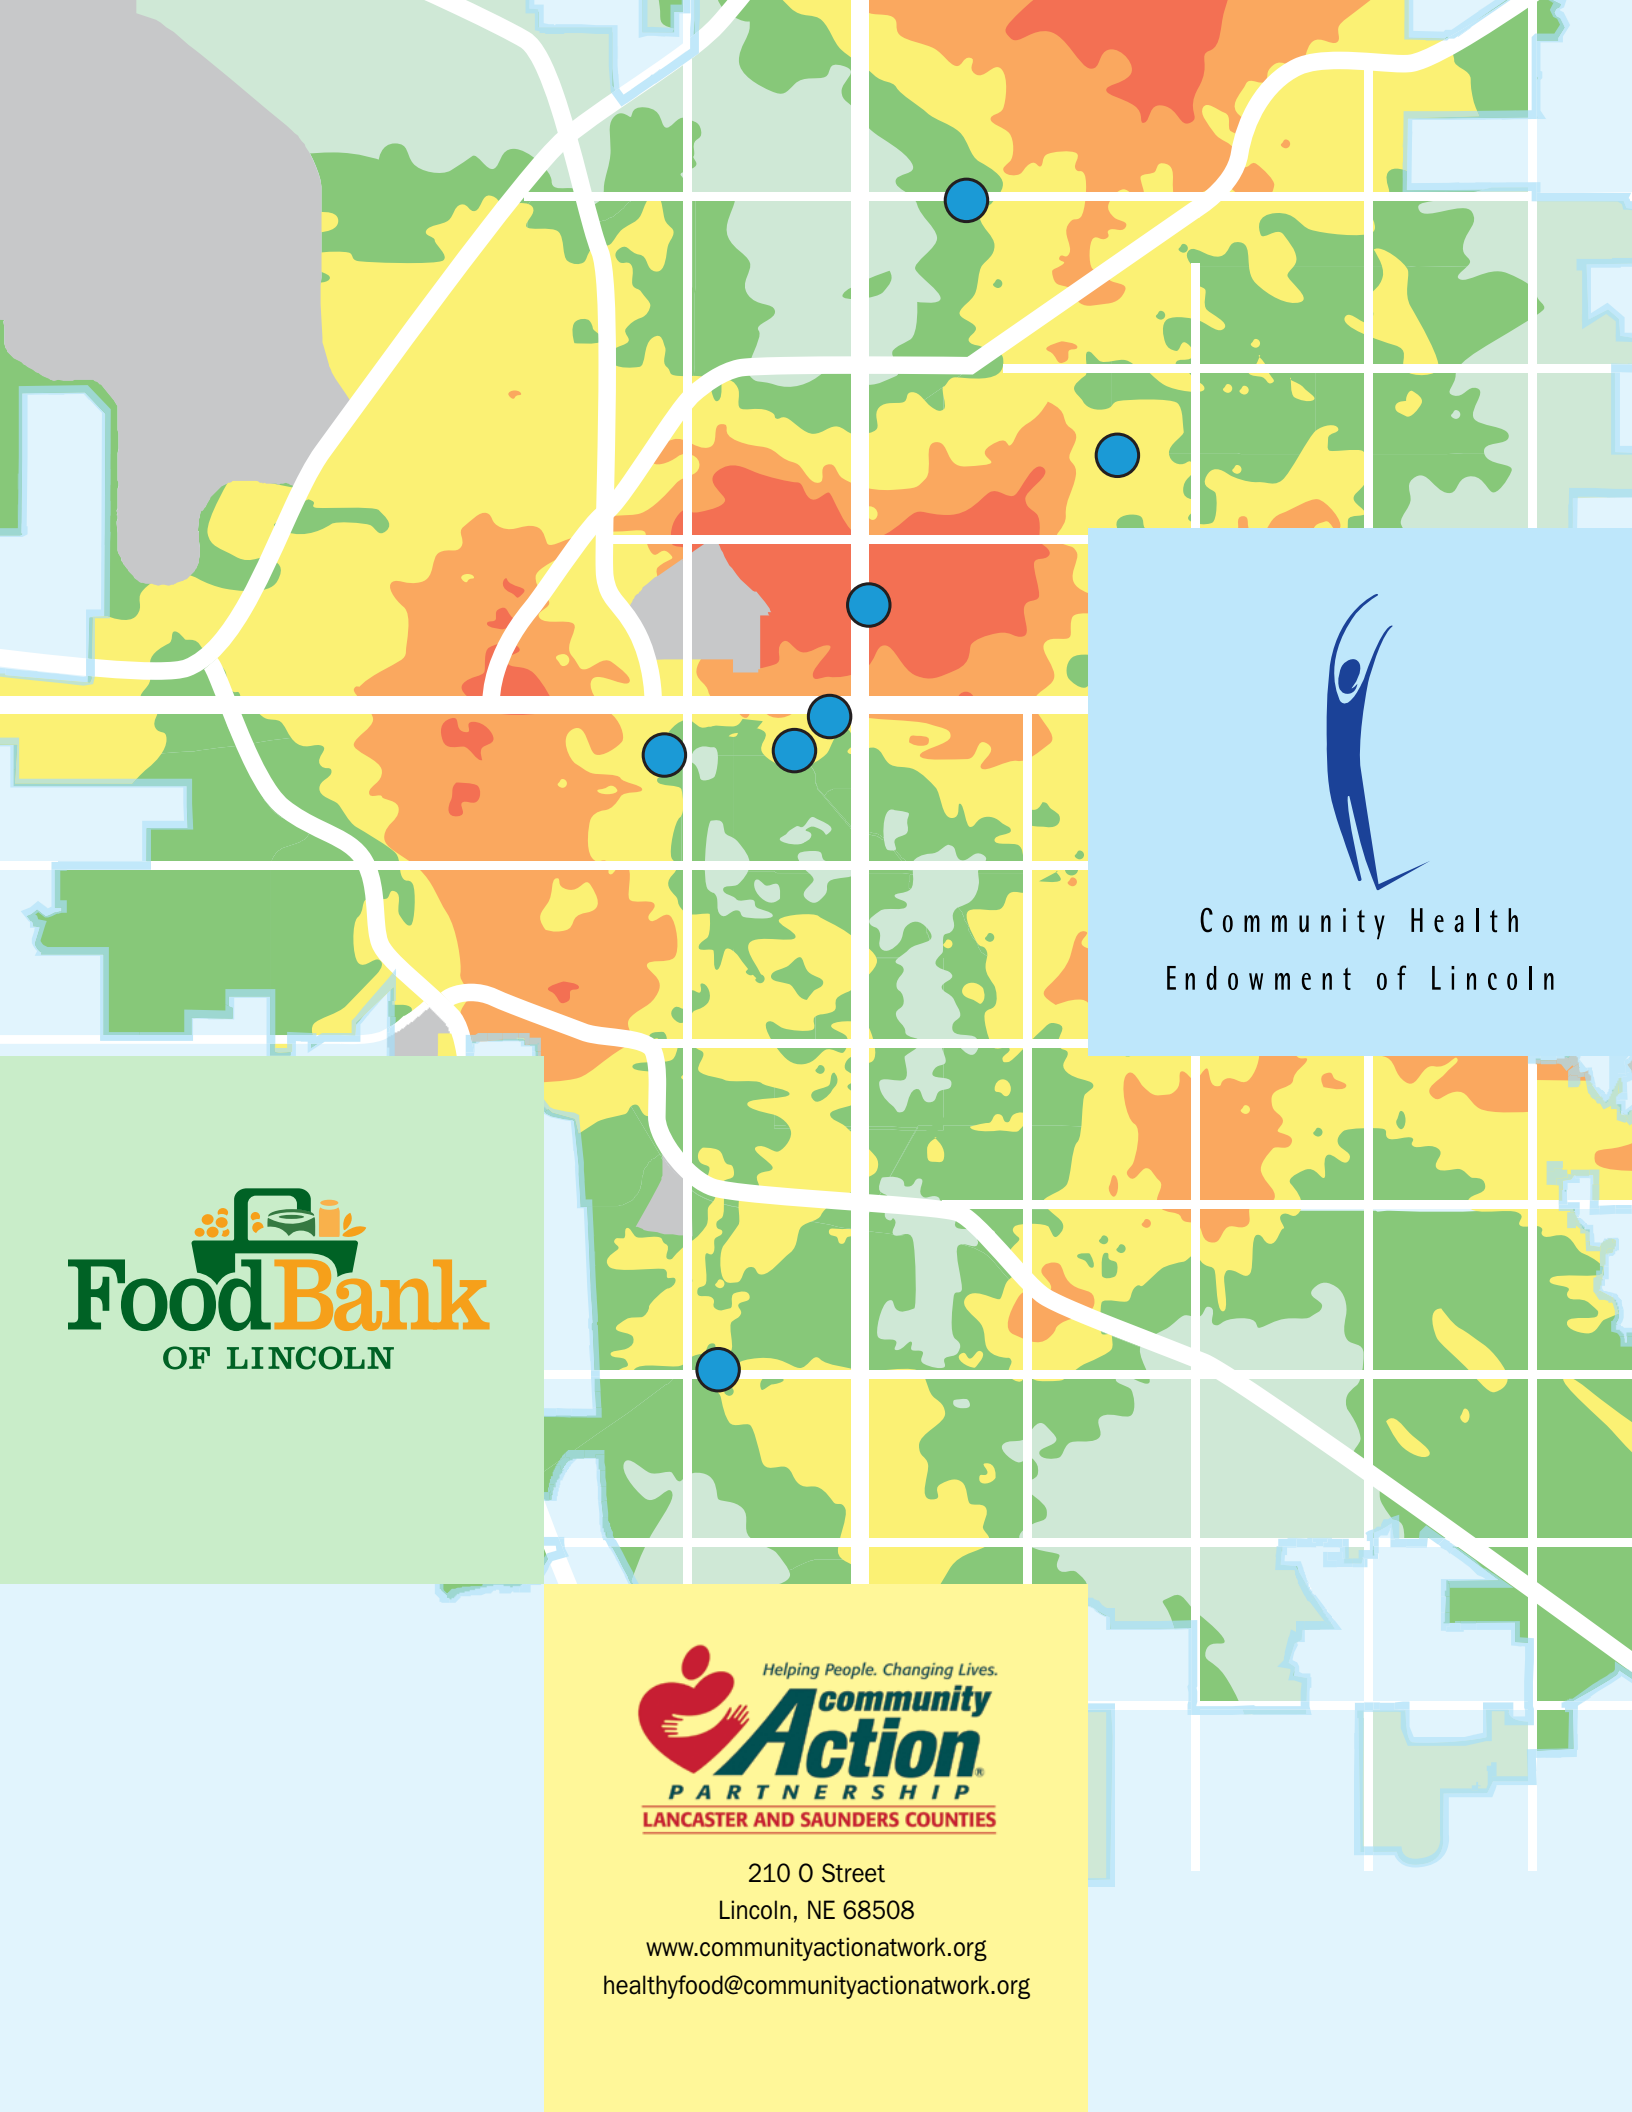 Community Health
Endowment of Lincoln
FoodBank
OF LINCOLN
Helping People. Changing Lives.
community
Action®
PARTNERSHIP
LANCASTER AND SAUNDERS COUNTIES
210 O Street
Lincoln, NE 68508
www.communityactionatwork.org
healthyfood@communityactionatwork.org